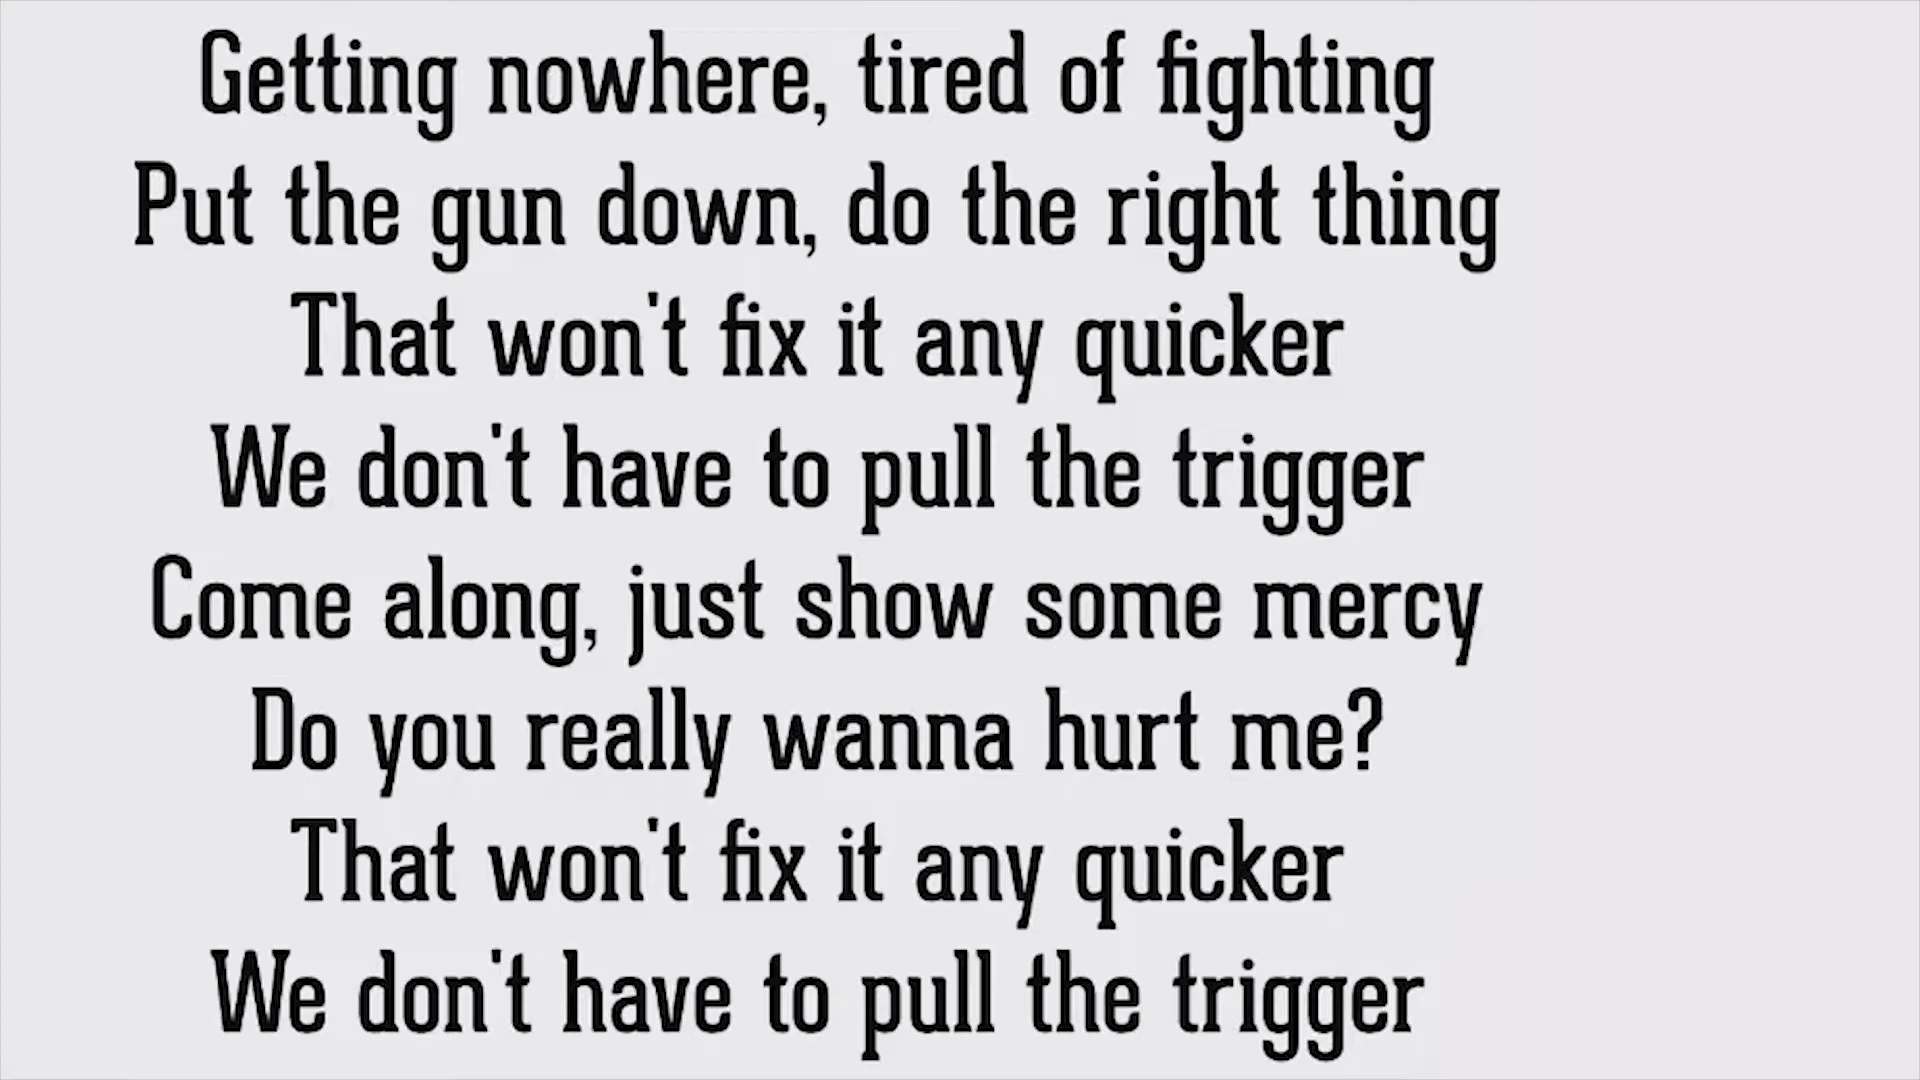 Getting nowhere, tired of fighting
Put the gun down, do the right thing
That won't fix it any quicker
We don't have to pull the trigger
Come along, just show some mercy
Do you really wanna hurt me?
That won't fix it any quicker
We don't have to pull the trigger